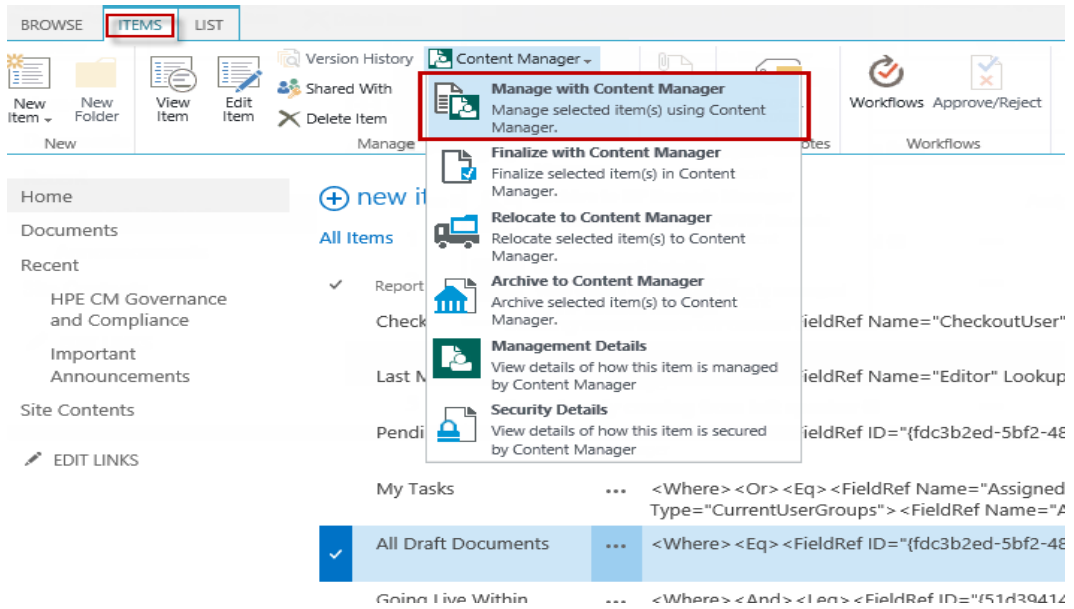 BROWSE ITEMS LIST
Version History Content Manager
Shared With
Delete Item
New Item
New Folder
View Item
Edit Item
Workflows Approve/Reject
New Manage Workflows
Manage with Content Manager
Manage selected item(s) using Content
Manager.
Finalize with Content Manager
Finalize selected item(s) in Content
Manager.
Relocate to Content Manager
Relocate selected item(s) to Content
Manager.
Archive to Content Manager
Archive selected item(s) to Content
Manager.
Management Details
View details of how this item is managed
by Content Manager
Security Details
View details of how this item is secured
by Content Manager
Home
Documents
Recent
HPE CM Governance
and Compliance
Important
Announcements
Site Contents
EDIT LINKS
new
All Items
Report
Check ieldRef Name="CheckoutUser"
Last ieldRef Name="Editor" Lookup
Pendi ieldRef ID="{fdc3b2ed-5bf2-48
My Tasks ... <Where><Or><Eq><FieldRef Name="Assigned
Type="CurrentUserGroups"><FieldRef Name="A
All Draft Documents ... <Where><Eq><FieldRef ID="{fdc3b2ed-5bf2-48
Going Live Within ... <Where><And><Leq><FieldRef ID="{51d39414